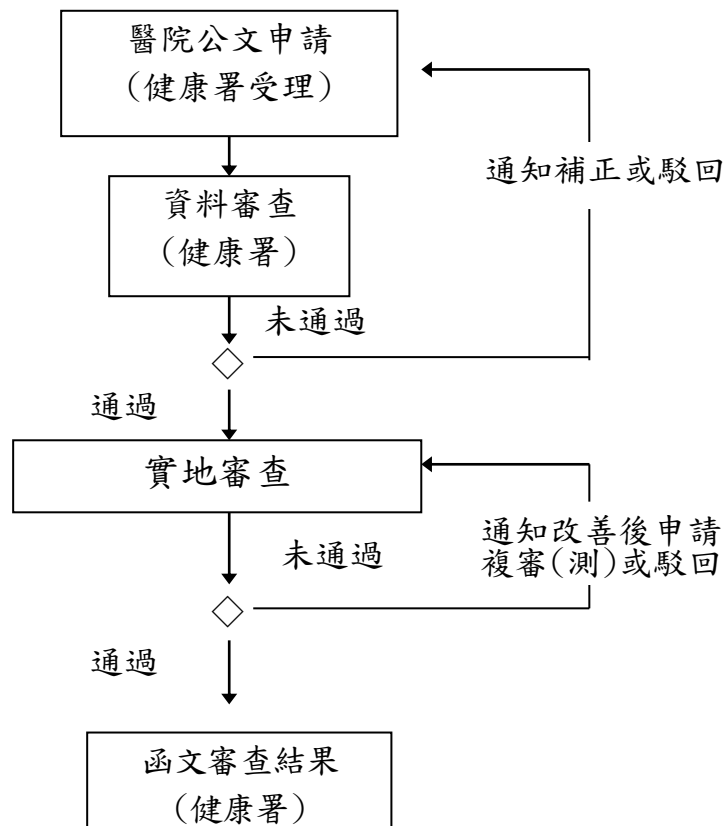 醫院公文申請
(健康署受理)
通知補正或駁回
資料審查
(健康署)
未通過
通過
實地審查
通知改善後申請
複審(測)或駁回
未通過
通過
函文審查結果
(健康署)